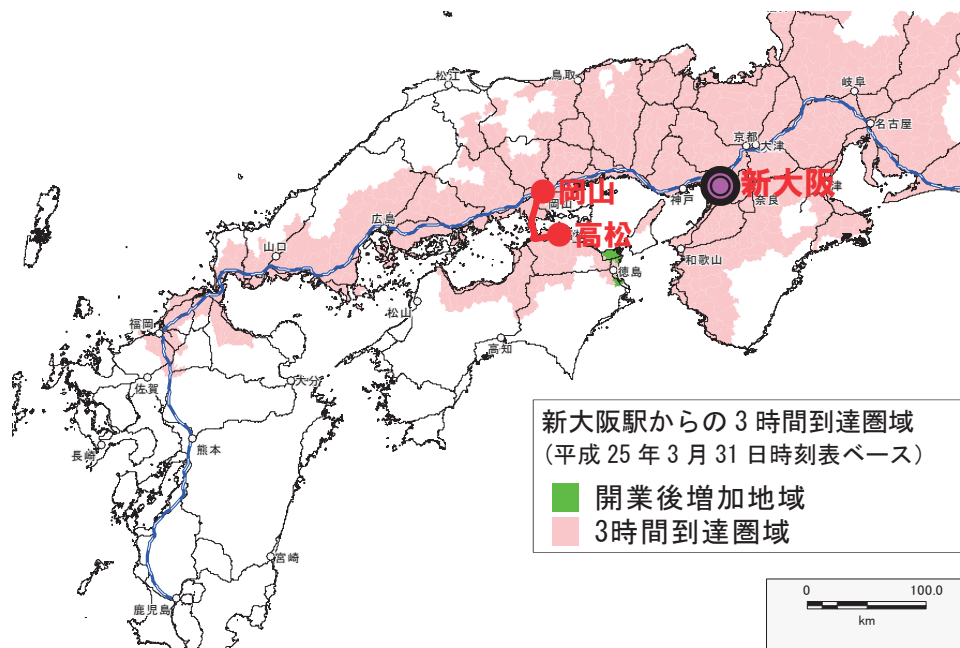 松江
鳥取
岐阜
名古屋
京都
大津
新大阪
津
神戸
奈良
岡山
岡山
高松
広島
山口
和歌山
徳島
松山
高知
福岡
佐賀
大分
長崎
熊本
宮崎
鹿児島
新大阪駅からの3時間到達圏域
（平成25年3月31日時刻表ベース）
開業後増加地域
3時間到達圏域
0 100.0
km